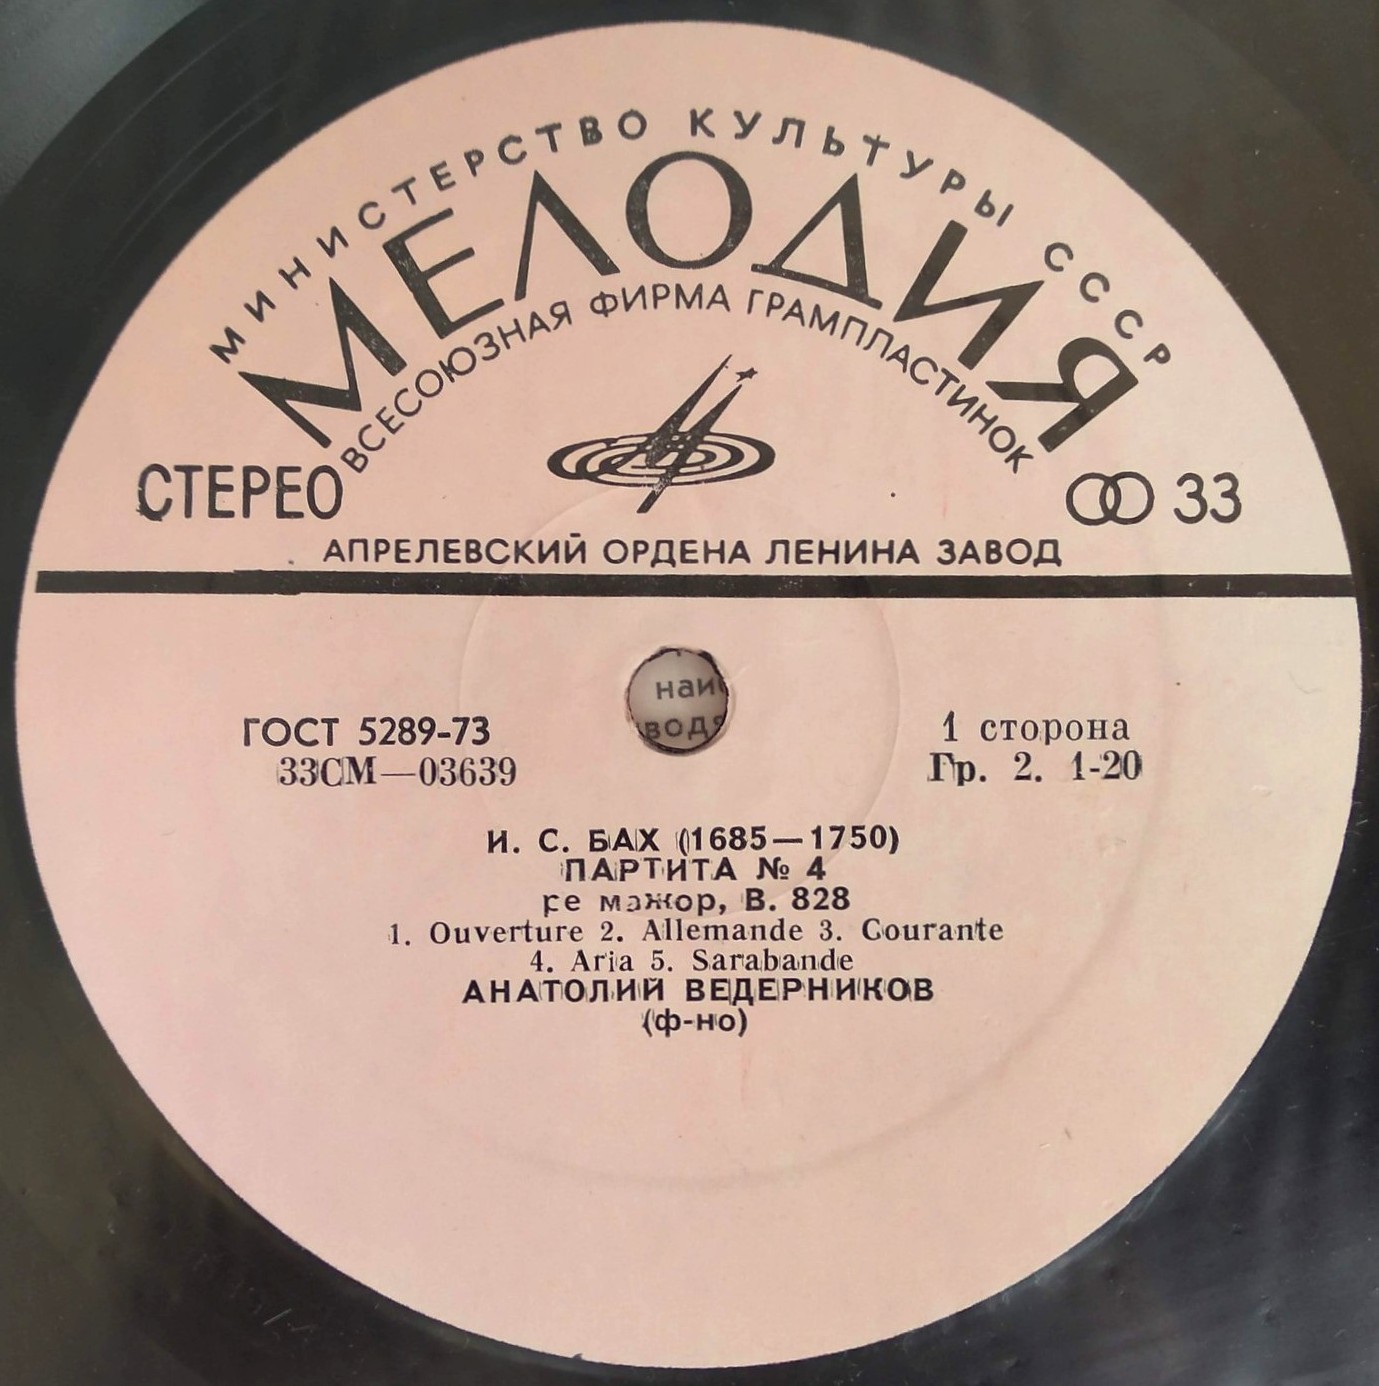 МИНИСТЕРСТВО КУЛЬТУРЫ СССР
МЕЛОДИЯ
ВСЕСОЮЗНАЯ ФИРМА ГРАМПЛАСТИНОК
СТЕРЕО
33
АПРЕЛЕВСКИЙ ОРДЕНА ЛЕНИНА ЗАВОД
ГОСТ 5289-73
33СМ—03639
1 сторона
Гр. 2. 1-20
И. С. БАХ (1685—1750)
ПАРТИТА № 4
ре мажор, В. 828
1. Ouverture 2. Allemande 3. Courante
4. Aria 5. Sarabande
АНАТОЛИЙ ВЕДЕРНИКОВ
(ф-но)